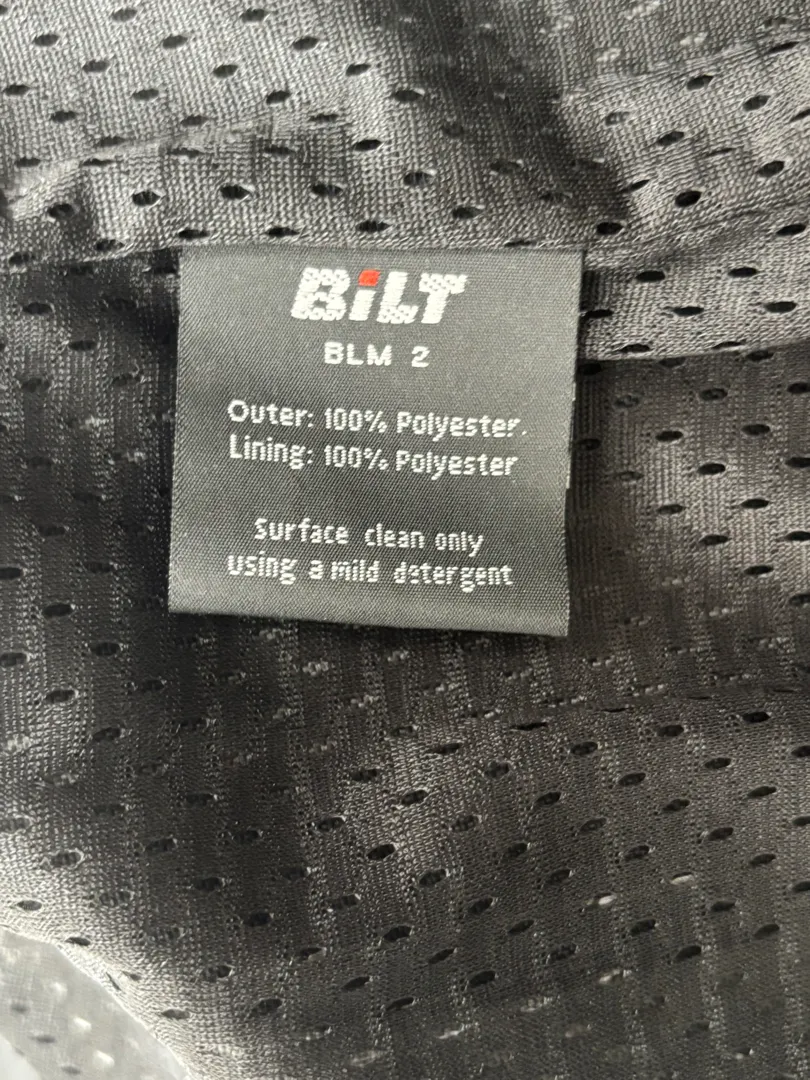 BiLT
BLM 2
Outer: 100% Polyester.
Lining: 100% Polyester
Surface clean only
using a mild detergent